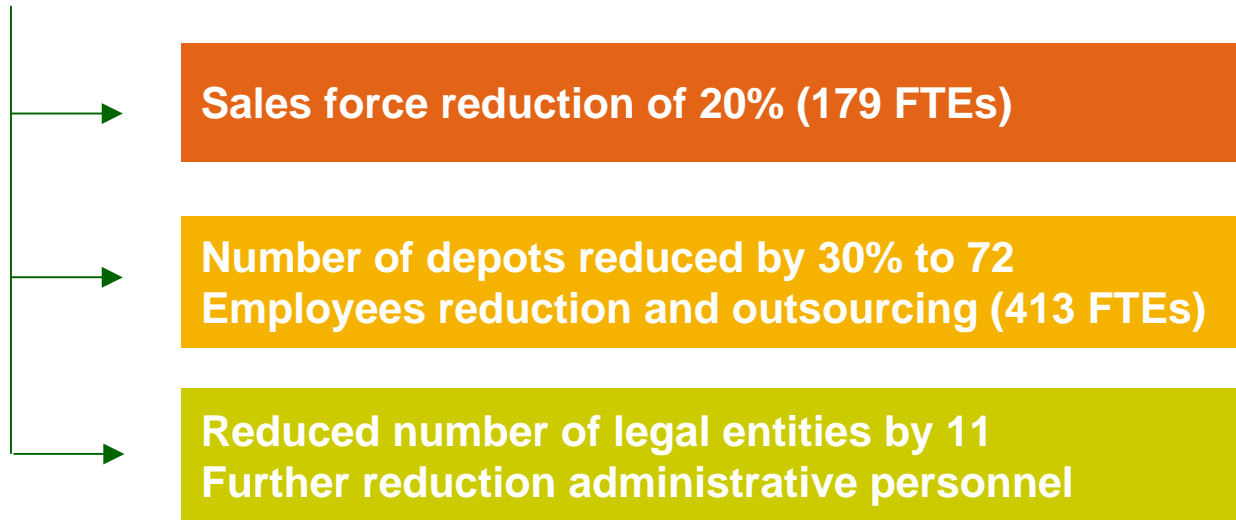 Sales force reduction of 20% (179 FTEs)
Number of depots reduced by 30% to 72
Employees reduction and outsourcing (413 FTEs)
Reduced number of legal entities by 11
Further reduction administrative personnel